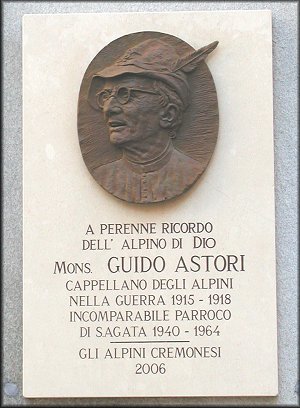 A PERENNE RICORDO
DELL' ALPINO DI DIO
MONS. GUIDO ASTORI
CAPPELLANO DEGLI ALPINI
NELLA GUERRA 1915 - 1918
INCOMPARABILE PARROCO
DI S.AGATA 1940 - 1964
GLI ALPINI CREMONESI
2006